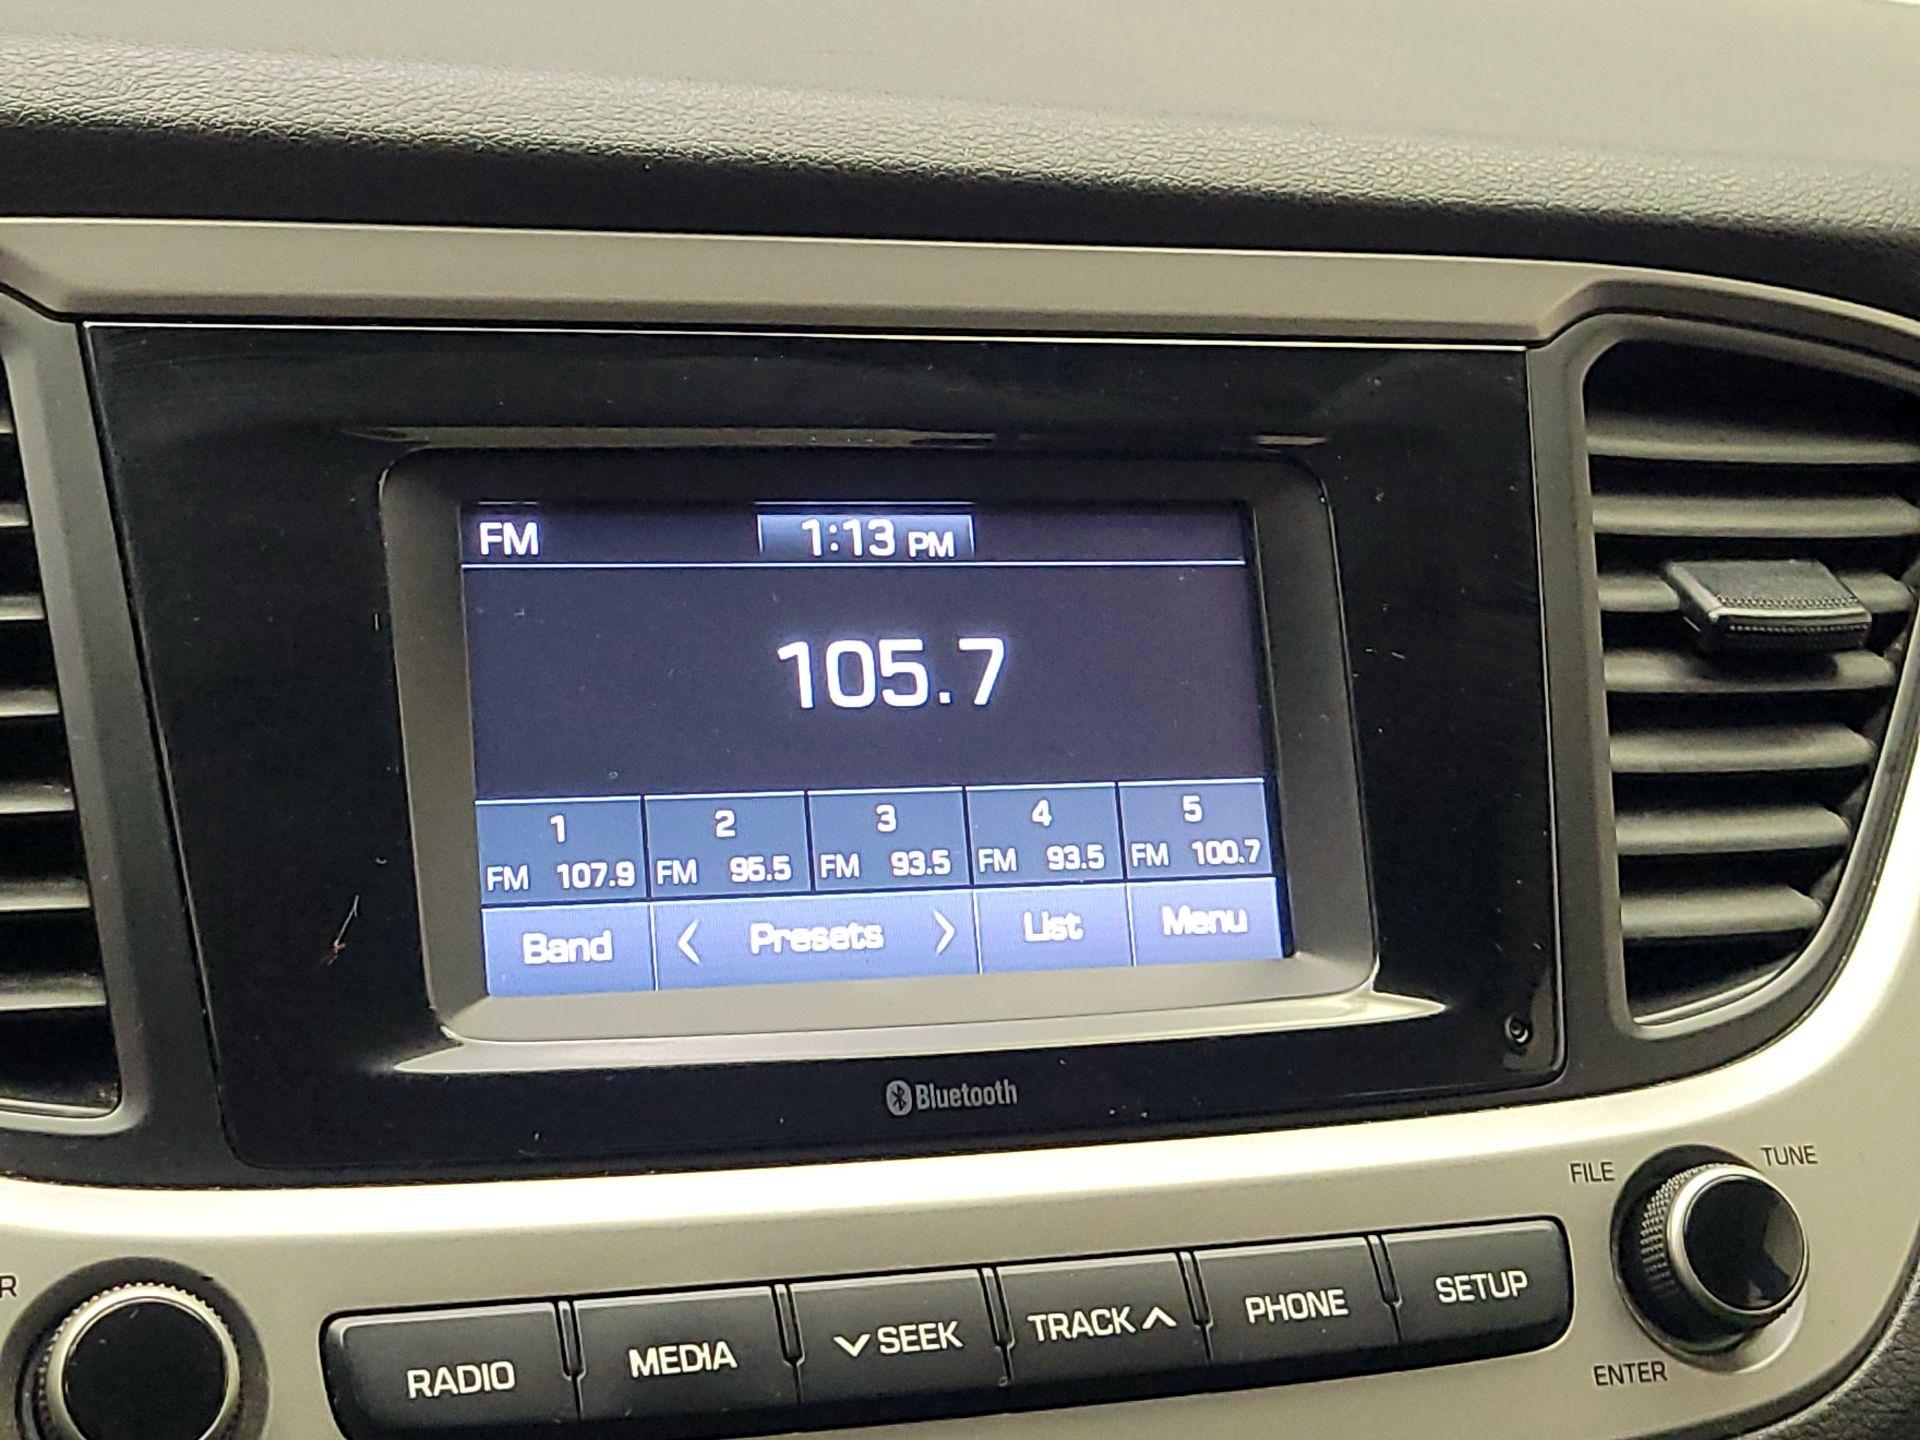 FM 1:13 PM
105.7
1 2 3 4 5
FM 107.9 FM 95.5 FM 93.5 FM 93.5 FM 100.7
Band < Presets > List Menu
Bluetooth
FILE TUNE
RADIO MEDIA ∨ SEEK TRACK ∧ PHONE SETUP
ENTER
R